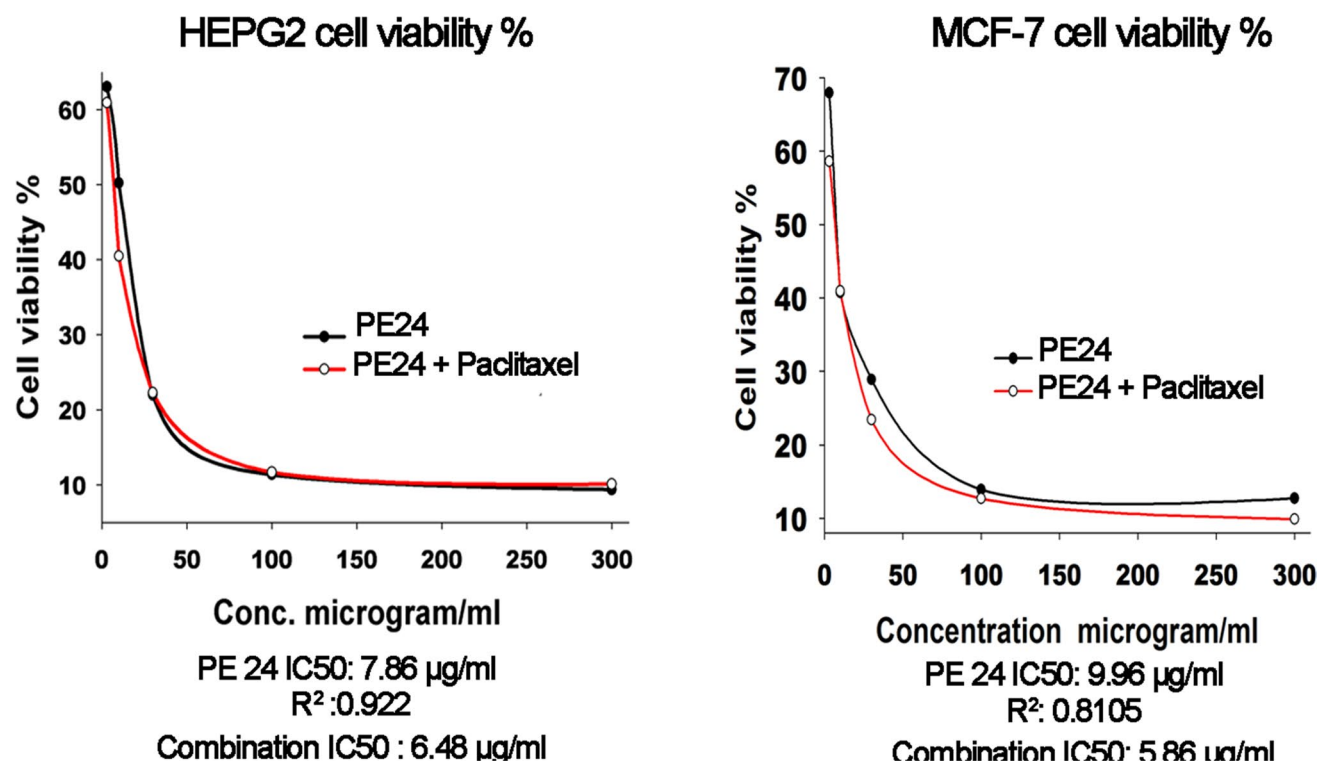 HEPG2 cell viability %
Cell viability %
60
50
40
30
20
10
PE24
PE24 + Paclitaxel
0 50 100 150 200 250 300
Conc. microgram/ml
PE 24 IC50: 7.86 µg/ml
R² :0.922
Combination IC50 : 6.48 µg/ml
MCF-7 cell viability %
Cell viability %
70
60
50
40
30
20
10
PE24
PE24 + Paclitaxel
0 50 100 150 200 250 300
Concentration microgram/ml
PE 24 IC50: 9.96 µg/ml
R²: 0.8105
Combination IC50: 5.86 µg/ml